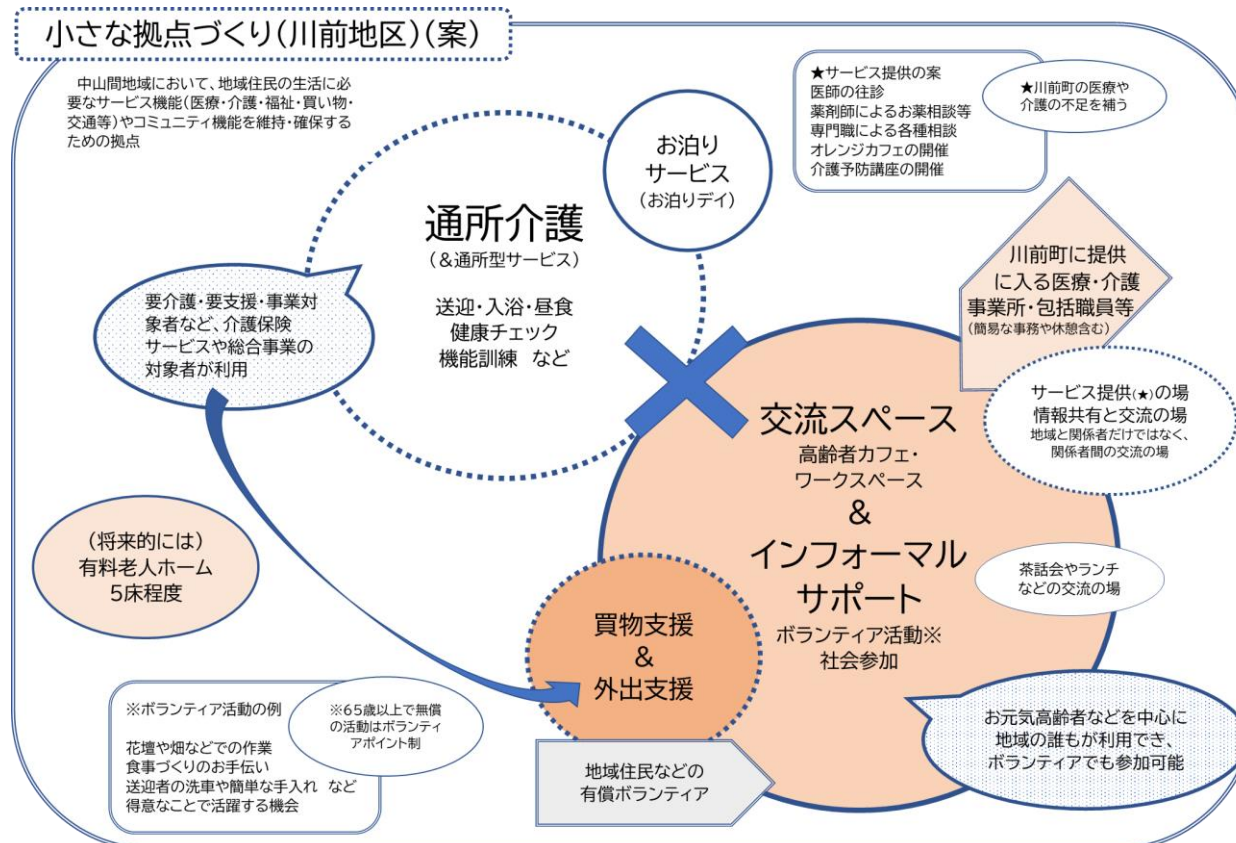 小さな拠点づくり(川前地区)(案)
中山間地域において、地域住民の生活に必
要なサービス機能(医療・介護・福祉・買い物・
交通等)やコミュニティ機能を維持・確保する
ための拠点
★サービス提供の案
医師の往診
薬剤師によるお薬相談等
専門職による各種相談
オレンジカフェの開催
介護予防講座の開催
★川前町の医療や
介護の不足を補う
お泊り
サービス
(お泊りデイ)
通所介護
(&通所型サービス)
送迎・入浴・昼食
健康チェック
機能訓練 など
要介護・要支援・事業対
象者など、介護保険
サービスや総合事業の
対象者が利用
川前町に提供
に入る医療・介護
事業所・包括職員等
(簡易な事務や休憩含む)
サービス提供(★)の場
情報共有と交流の場
地域と関係者だけではなく、
関係者間の交流の場
交流スペース
高齢者カフェ・
ワークスペース
&
インフォーマル
サポート
ボランティア活動※
社会参加
(将来的には)
有料老人ホーム
5床程度
茶話会やランチ
などの交流の場
買物支援
&
外出支援
お元気高齢者などを中心に
地域の誰もが利用でき、
ボランティアでも参加可能
※ボランティア活動の例
花壇や畑などでの作業
食事づくりのお手伝い
送迎者の洗車や簡単な手入れ など
得意なことで活躍する機会
※65歳以上で無償
の活動はボランティ
アポイント制
地域住民などの
有償ボランティア